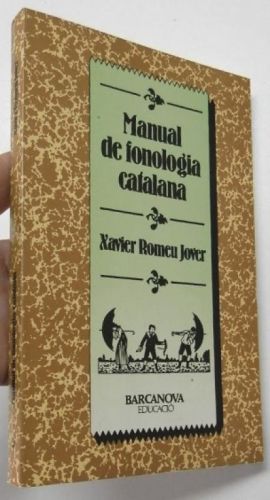 Manual
de fonologia
catalana
Xavier Romeu Jover
BARCANOVA
EDUCACIÓ